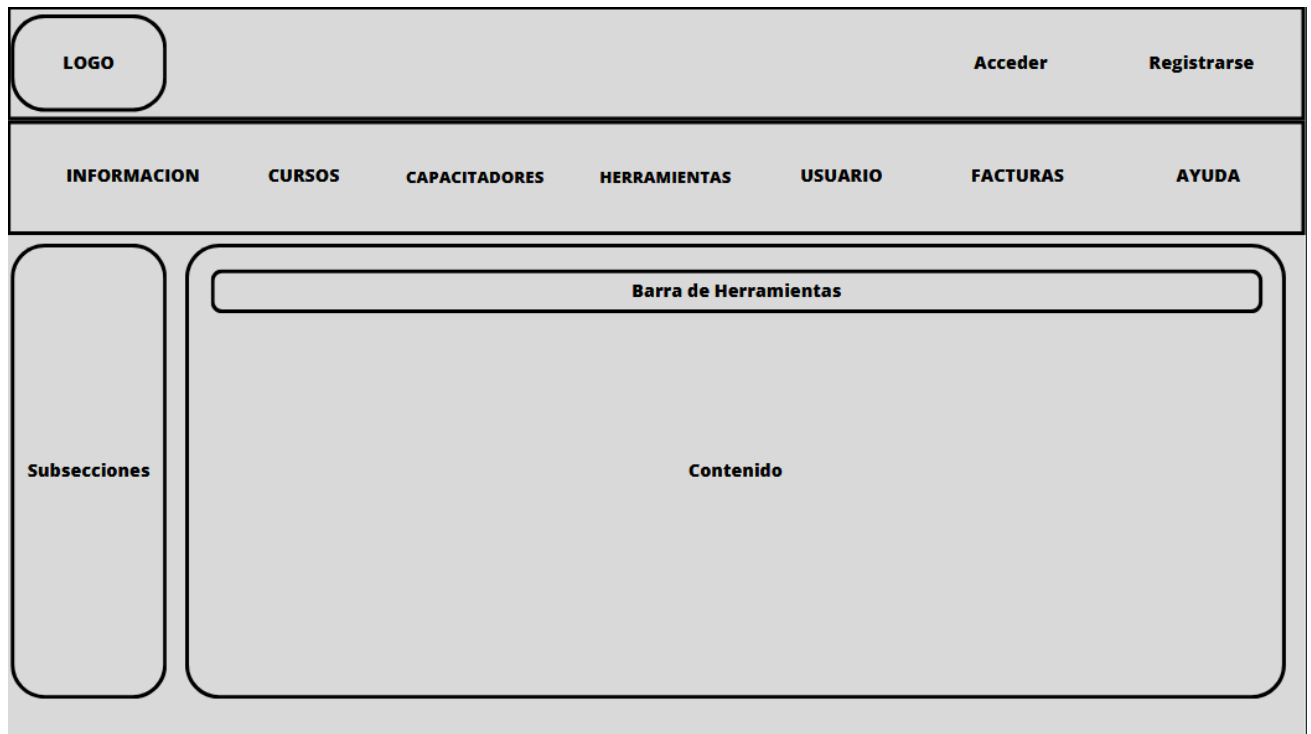 LOGO
Acceder
Registrarse
INFORMACION
CURSOS
CAPACITADORES
HERRAMIENTAS
USUARIO
FACTURAS
AYUDA
Barra de Herramientas
Subsecciones
Contenido